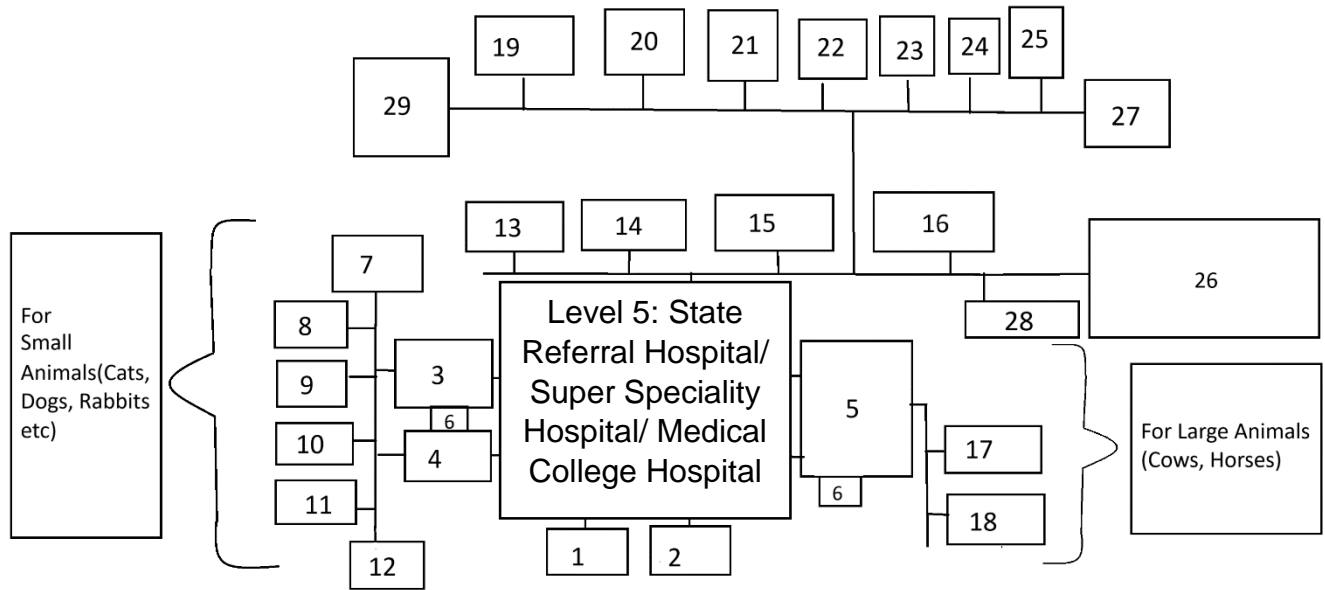 19
20
21
22
23
24
25
29
27
13
14
15
16
7
26
8
28
For
Small
Animals(Cats,
Dogs, Rabbits
etc)
Level 5: State
Referral Hospital/
Super Speciality
Hospital/ Medical
College Hospital
3
9
6
5
10
4
17
For Large Animals
(Cows, Horses)
11
6
18
12
1
2